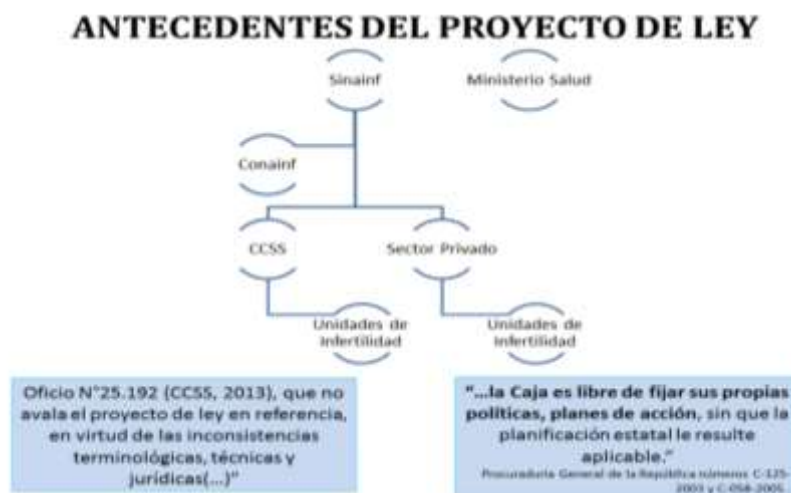 ANTECEDENTES DEL PROYECTO DE LEY
Sinainf
Ministerio Salud
Conainf
CCSS
Sector Privado
Unidades de
Infertilidad
Unidades de
Infertilidad
Oficio N°25.192 (CCSS, 2013), que no
avala el proyecto de ley en referencia,
en virtud de las inconsistencias
terminológicas, técnicas y
jurídicas(...)"
"...la Caja es libre de fijar sus propias
políticas, planes de acción, sin que la
planificación estatal le resulte
aplicable."
Procuraduría General de la República números C-125-
2003 y C-058-2005.